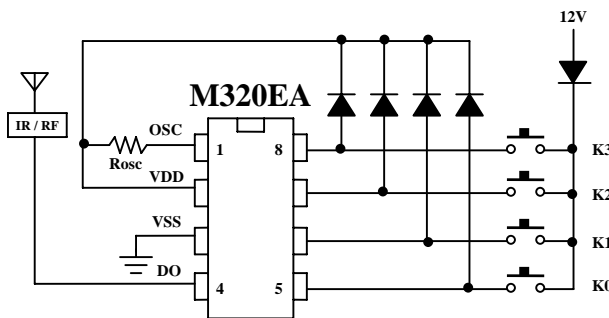 12V
M320EA
IR / RF
OSC
1
8
K3
Rosc
VDD
K2
VSS
K1
DO
4
5
K0